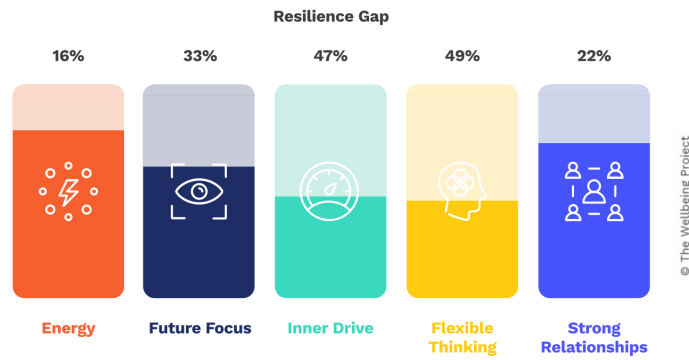 Resilience Gap
16%
33%
47%
49%
22%
Energy
Future Focus
Inner Drive
Flexible
Thinking
Strong
Relationships
© The Wellbeing Project